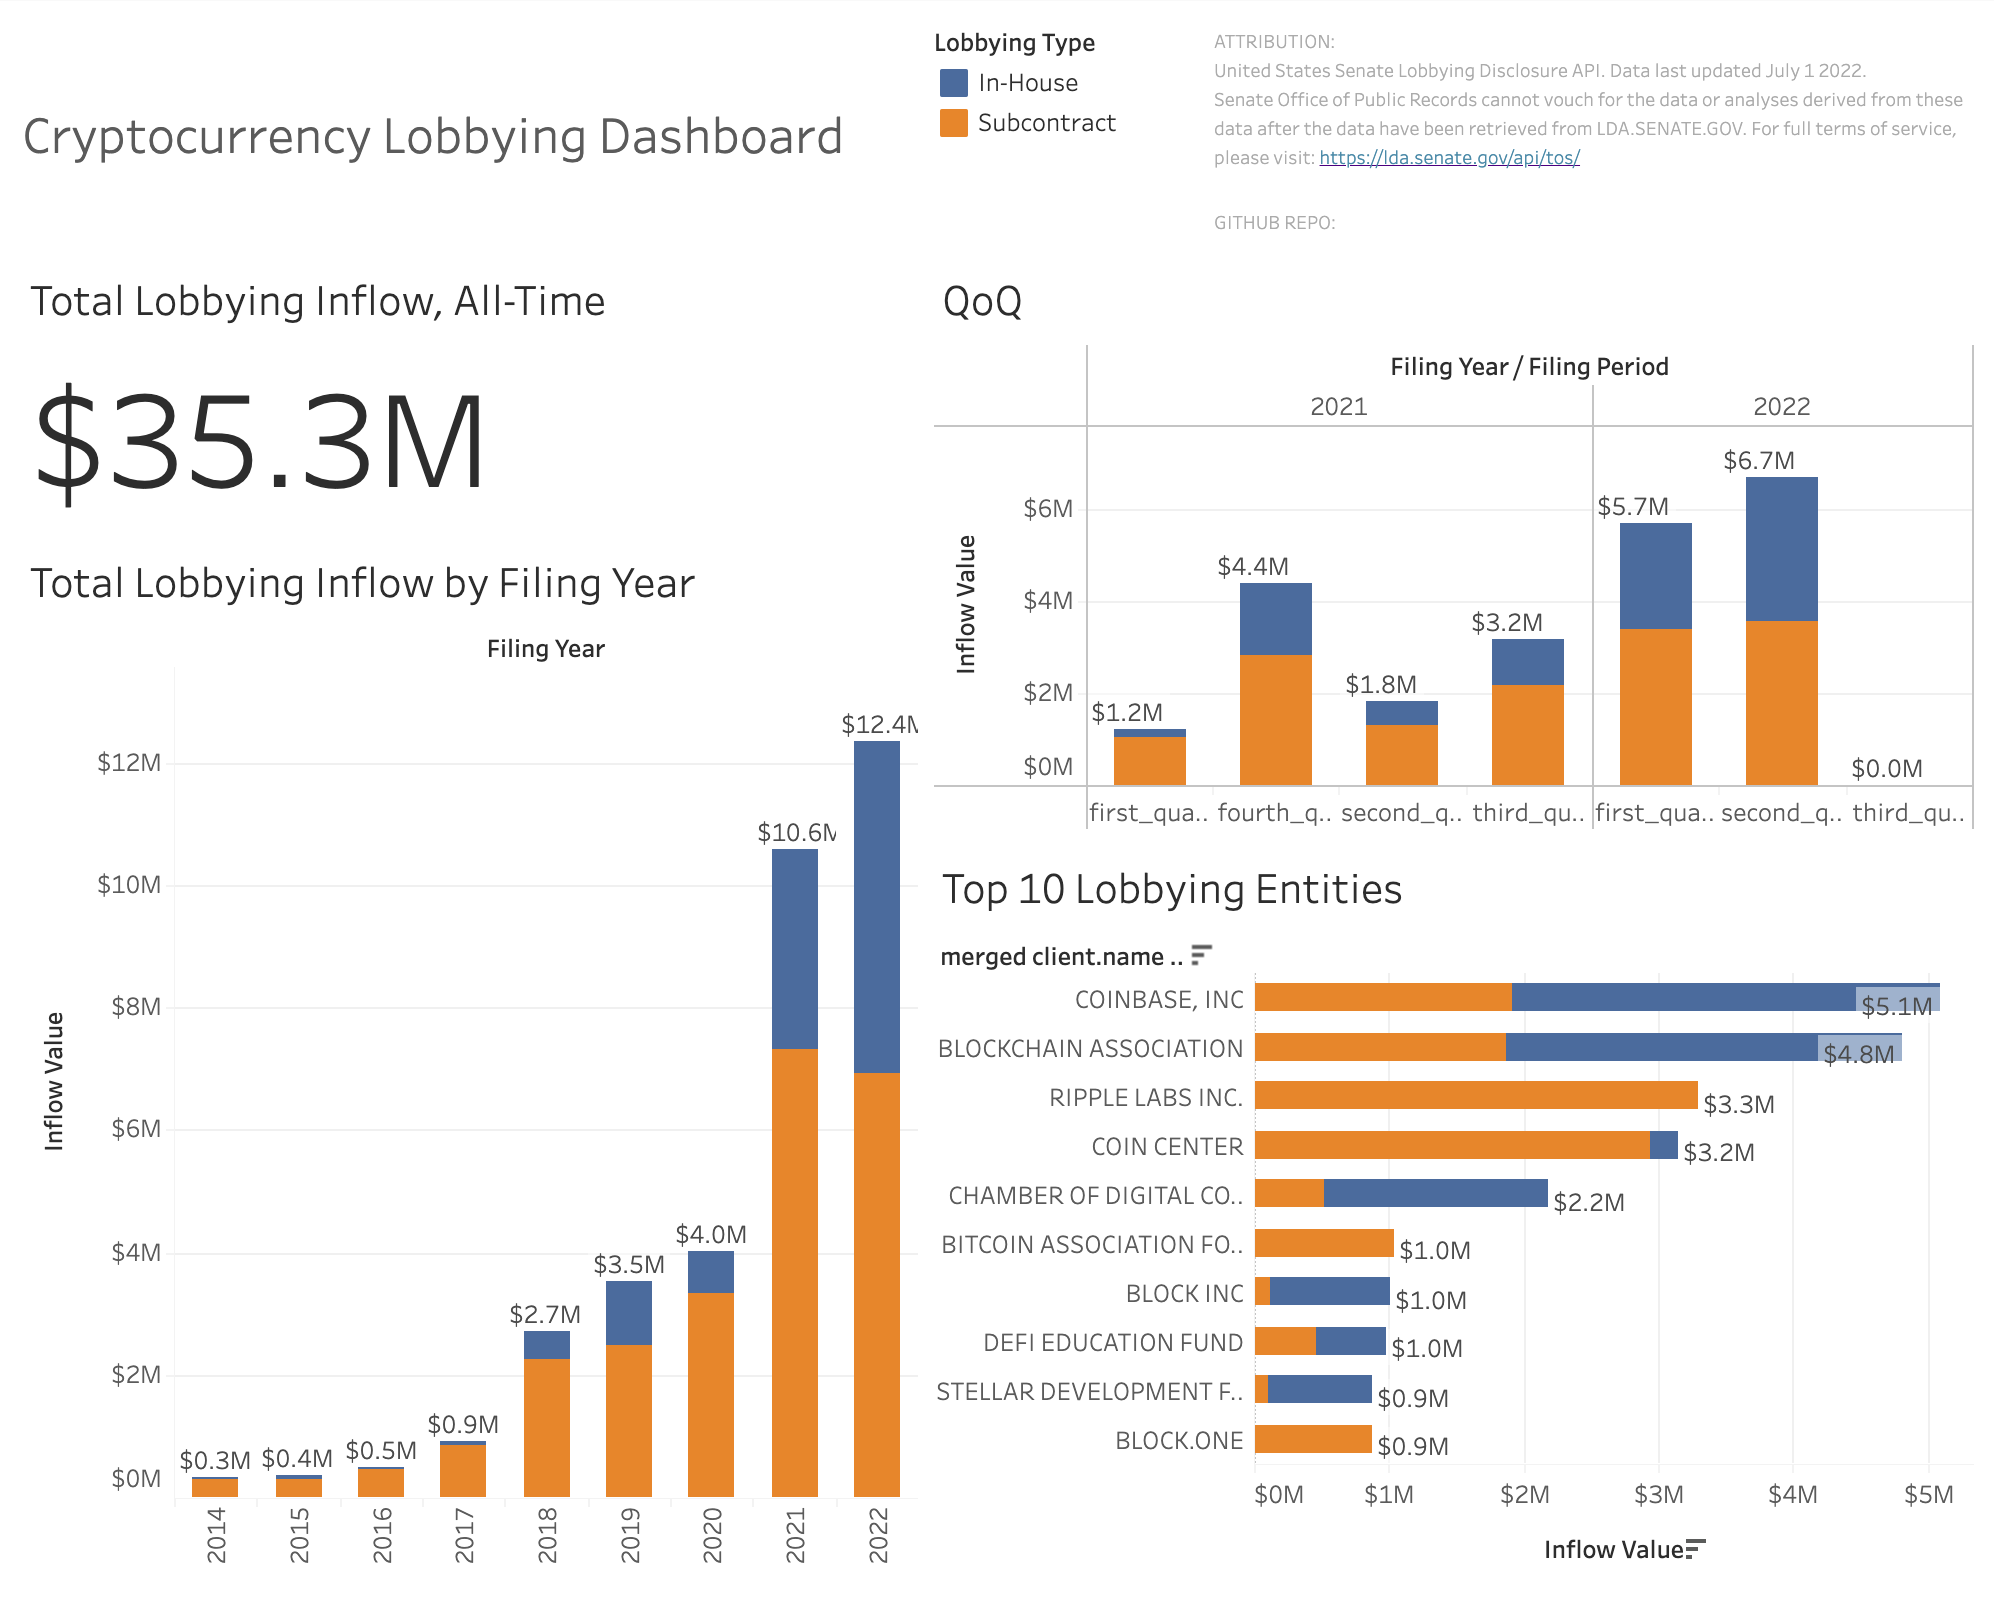 Cryptocurrency Lobbying Dashboard
Lobbying Type
In-House
Subcontract
ATTRIBUTION:
United States Senate Lobbying Disclosure API. Data last updated July 1 2022.
Senate Office of Public Records cannot vouch for the data or analyses derived from these
data after the data have been retrieved from LDA.SENATE.GOV. For full terms of service,
please visit: https://lda.senate.gov/api/tos/
GITHUB REPO:
Total Lobbying Inflow, All-Time
$35.3M
Total Lobbying Inflow by Filing Year
Filing Year
Inflow Value
$12M
$10M
$8M
$6M
$4M
$2M
$0M
$0.3M
$0.4M
$0.5M
$0.9M
$2.7M
$3.5M
$4.0M
$10.6M
$12.4M
2014
2015
2016
2017
2018
2019
2020
2021
2022
QoQ
Filing Year / Filing Period
2021
2022
Inflow Value
$6M
$4M
$2M
$0M
$1.2M
$4.4M
$1.8M
$3.2M
$5.7M
$6.7M
$0.0M
first_qua.. fourth_q.. second_q.. third_qu.. first_qua.. second_q.. third_qu..
Top 10 Lobbying Entities
merged client.name ..
COINBASE, INC $5.1M
BLOCKCHAIN ASSOCIATION $4.8M
RIPPLE LABS INC. $3.3M
COIN CENTER $3.2M
CHAMBER OF DIGITAL CO.. $2.2M
BITCOIN ASSOCIATION FO.. $1.0M
BLOCK INC $1.0M
DEFI EDUCATION FUND $1.0M
STELLAR DEVELOPMENT F.. $0.9M
BLOCK.ONE $0.9M
$0M $1M $2M $3M $4M $5M
Inflow Value